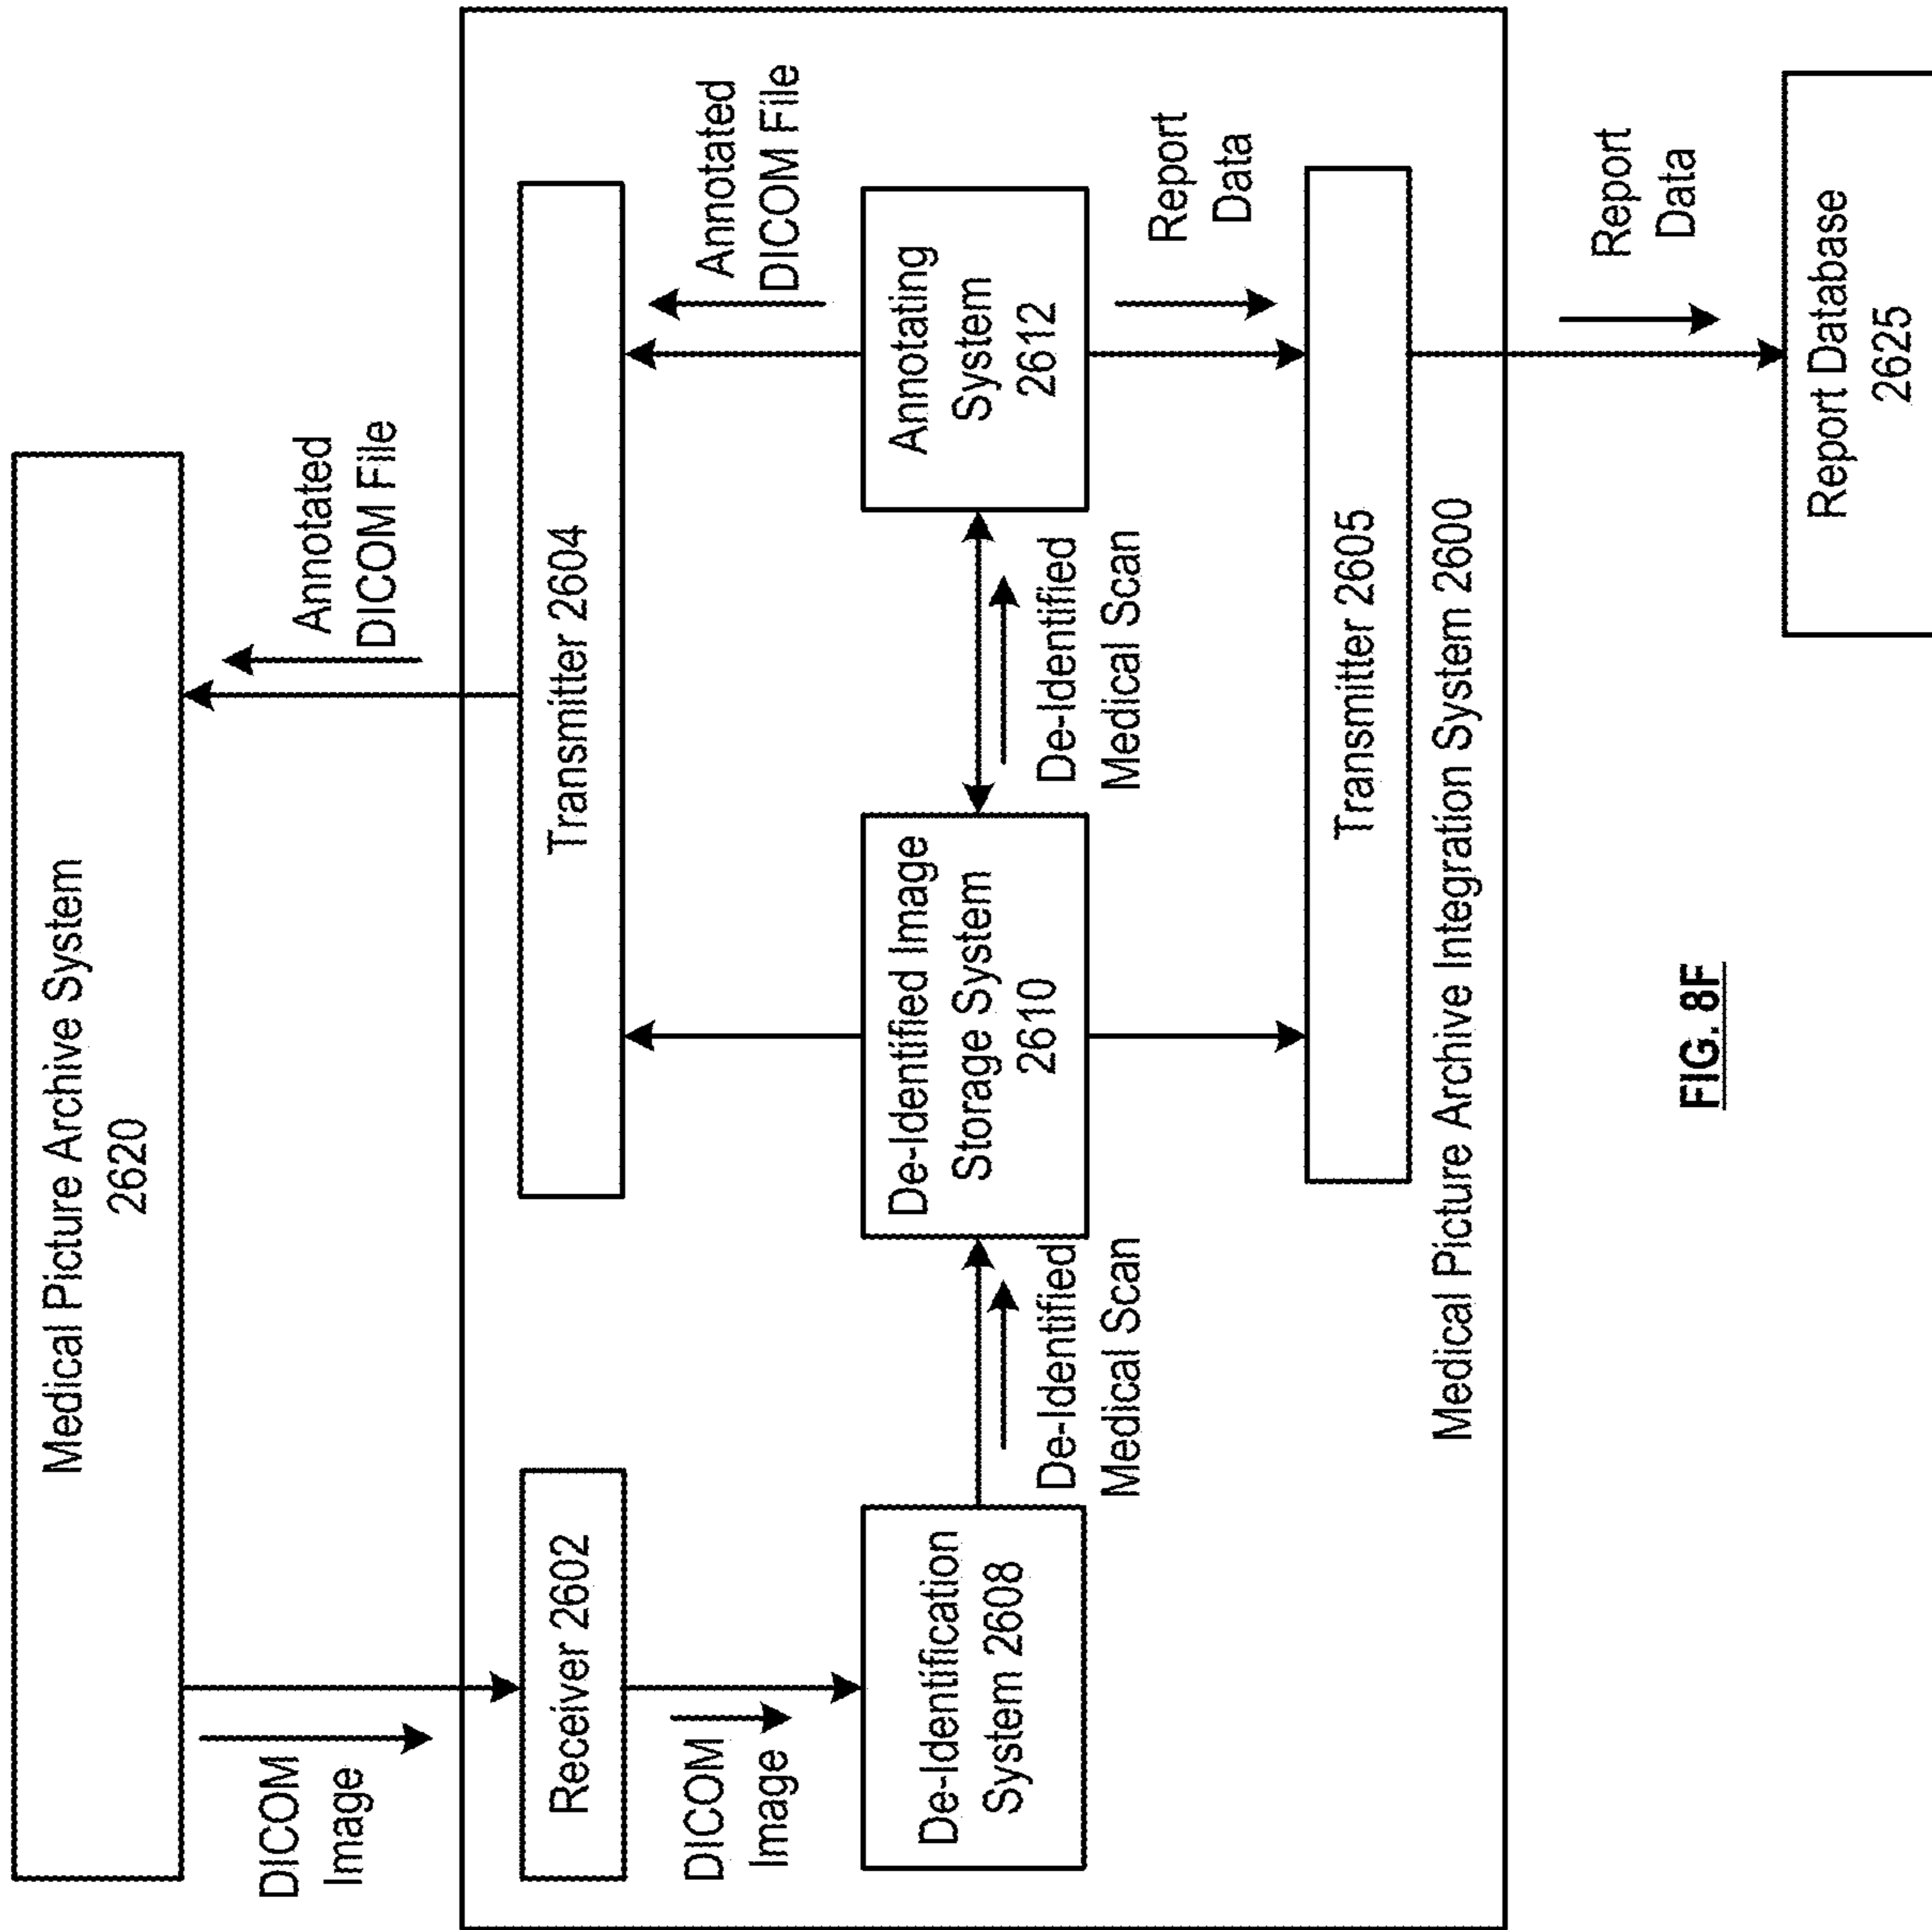 Medical Picture Archive System
2620
DICOM
Image
Annotated
DICOM File
Receiver 2602
Transmitter 2604
DICOM
Image
Annotated
DICOM File
De-Identification
System 2608
De-Identified Image
Storage System
2610
Annotating
System
2612
De-Identified
Medical Scan
De-Identified
Medical Scan
Report
Data
Transmitter 2605
Medical Picture Archive Integration System 2600
Report
Data
Report Database
2625
FIG. 8F